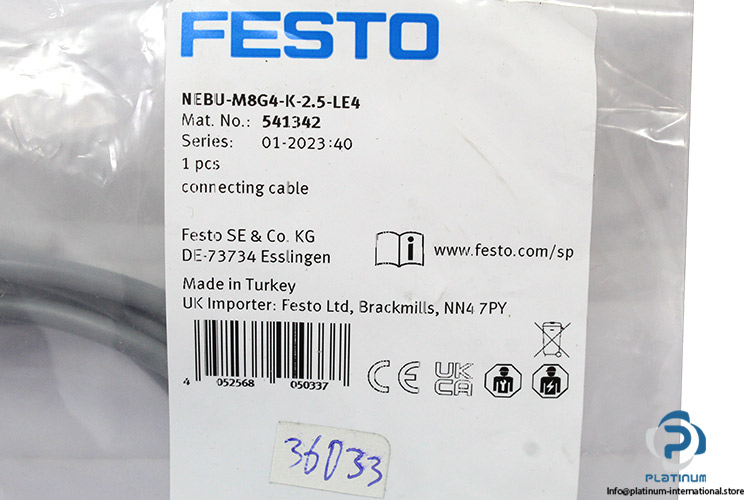 FESTO
NEBU-M8G4-K-2.5-LE4
Mat. No.: 541342
Series: 01-2023:40
1 pcs
connecting cable
Festo SE & Co. KG
DE-73734 Esslingen
i www.festo.com/sp
Made in Turkey
UK Importer: Festo Ltd, Brackmills, NN4 7PY
4 052568 050337
CE UK CA
36033
PLATINUM
Info@platinum-international.store